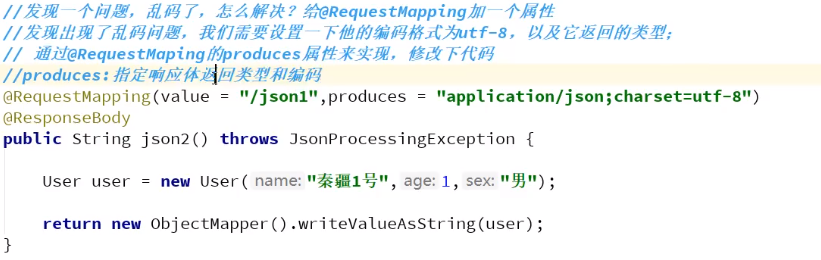 //发现一个问题，乱码了，怎么解决？给@RequestMapping加一个属性
//发现出现了乱码问题，我们需要设置一下他的编码格式为utf-8，以及它返回的类型；
// 通过@RequestMaping的produces属性来实现，修改下代码
//produces:指定响应体返回类型和编码
@RequestMapping(value = "/json1",produces = "application/json;charset=utf-8")
@ResponseBody
public String json2() throws JsonProcessingException {
User user = new User( name: "秦疆1号", age: 1, sex: "男");
return new ObjectMapper().writeValueAsString(user);
}